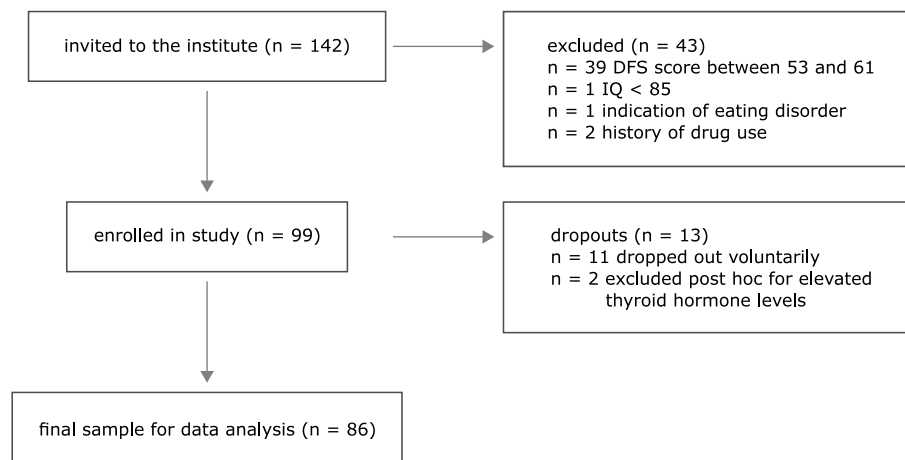 invited to the institute (n = 142)
excluded (n = 43)
n = 39 DFS score between 53 and 61
n = 1 IQ < 85
n = 1 indication of eating disorder
n = 2 history of drug use
enrolled in study (n = 99)
dropouts (n = 13)
n = 11 dropped out voluntarily
n = 2 excluded post hoc for elevated
thyroid hormone levels
final sample for data analysis (n = 86)